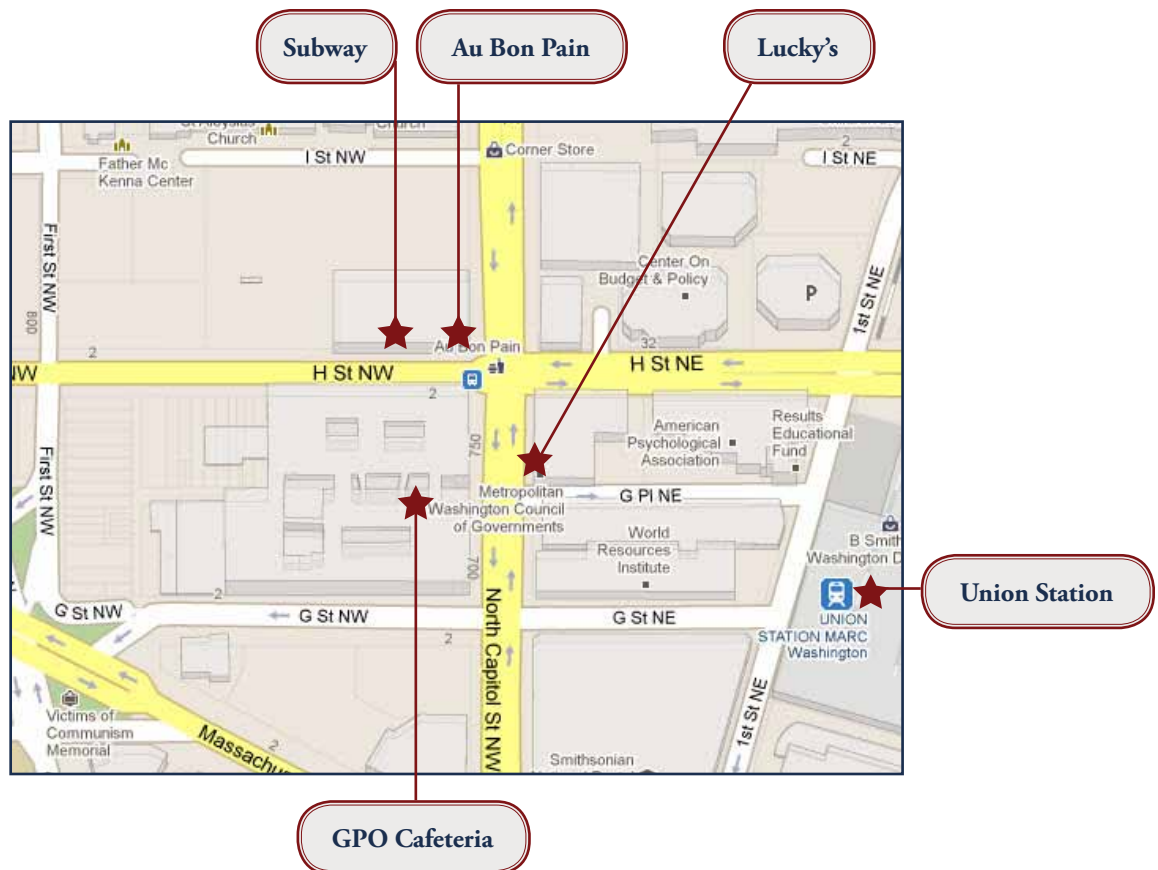 Subway
Au Bon Pain
Lucky's
Church
Church
I St NW
Corner Store
2
I St NE
Father Mc
Kenna Center
First St NW
Center On
Budget & Policy
P
1st St NE
800
2
Au Bon Pain
32
H St NW
H St NE
NW
2
American
Psychological
Association
Results
Educational
Fund
750
First St NW
Metropolitan
Washington Council
of Governments
G Pl NE
World
Resources
Institute
B Smith
Washington D
700
Union Station
2
G St NW
G St NW
G St NE
UNION
STATION MARC
Washington
2
North Capitol St NW
Victims of
Communism
Memorial
Massachu
2
1st St NE
Smithsonian
GPO Cafeteria